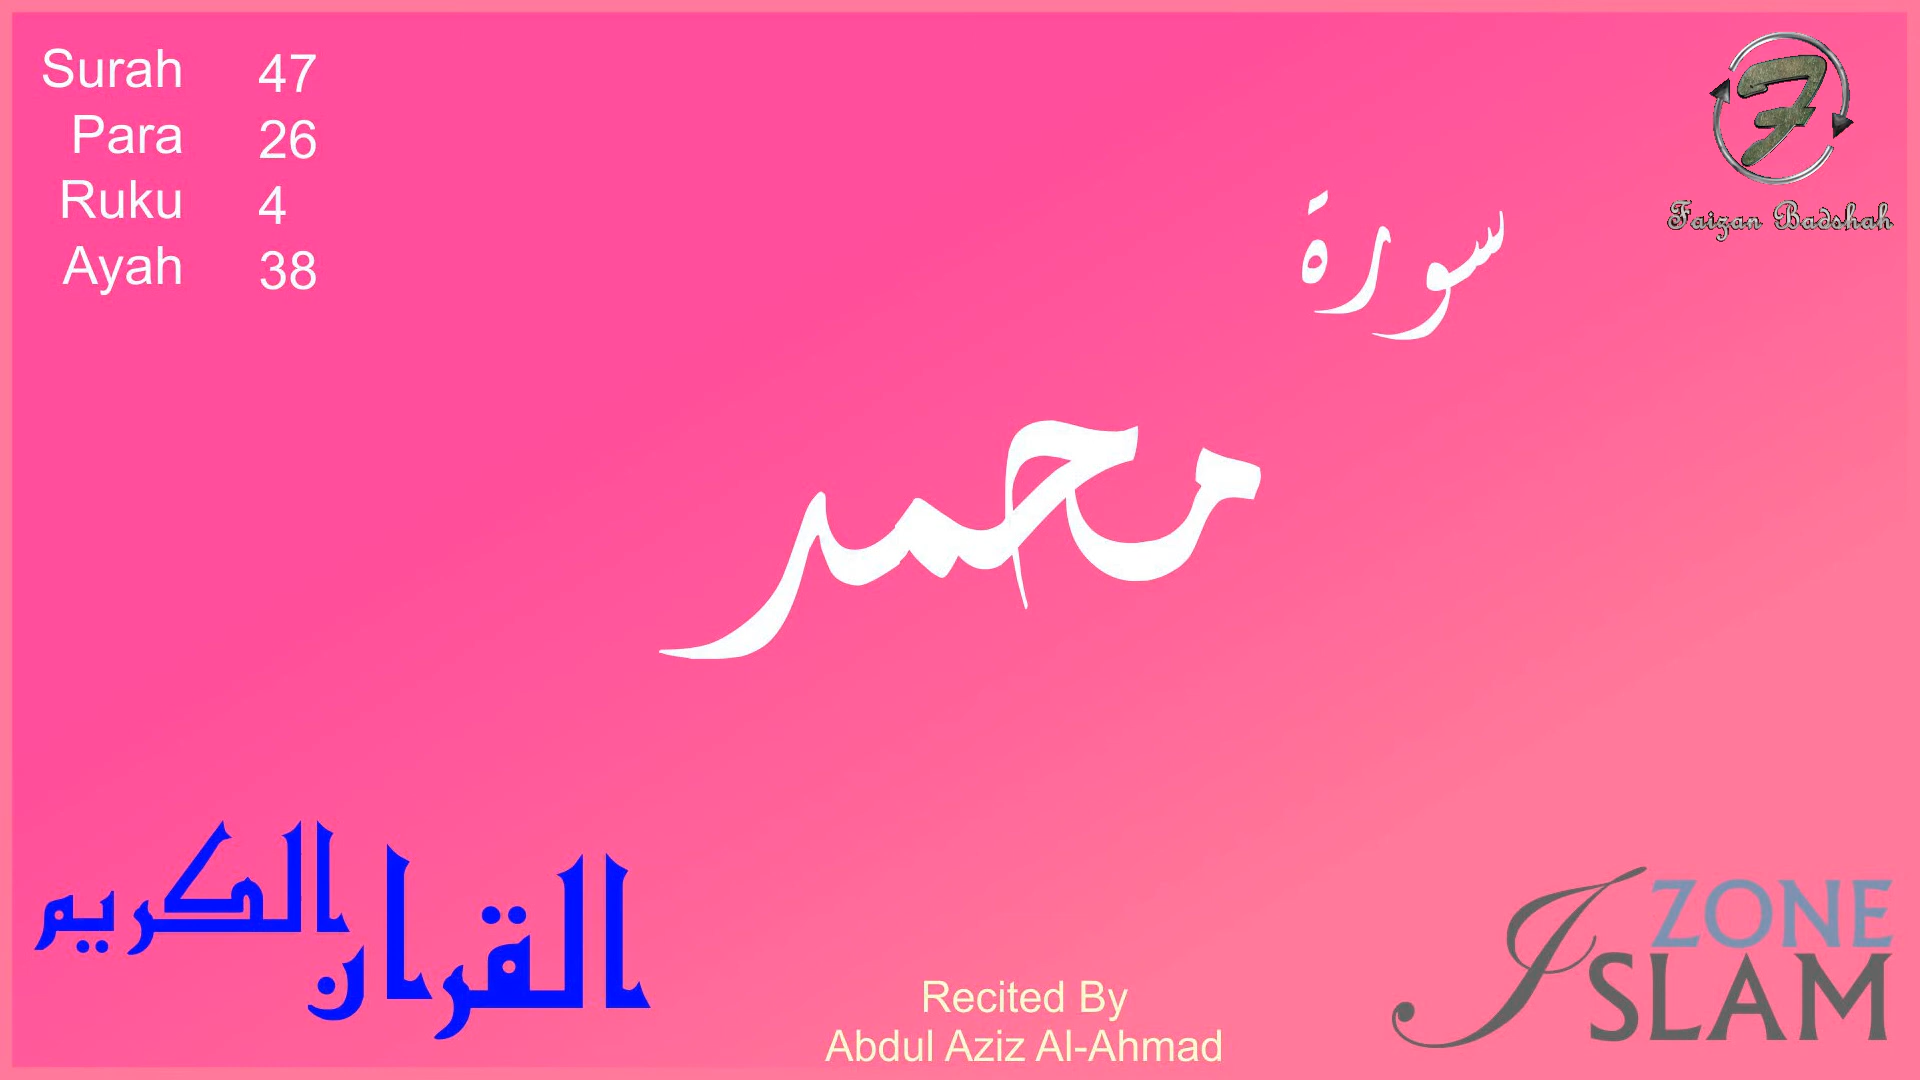 Surah 47
Para 26
Ruku 4
Ayah 38
Faizan Badshah
سورة
محمد
القران الكريم
Recited By
Abdul Aziz Al-Ahmad
ZONE
ISLAM